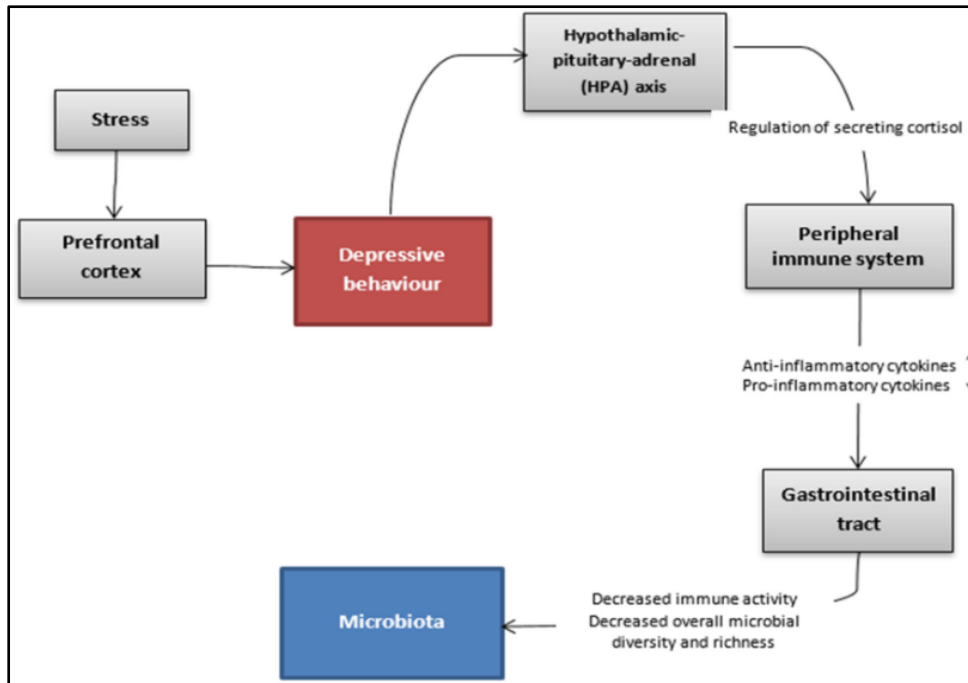 Stress
Prefrontal
cortex
Depressive
behaviour
Hypothalamic-
pituitary-adrenal
(HPA) axis
Regulation of secreting cortisol
Peripheral
immune system
Anti-inflammatory cytokines
Pro-inflammatory cytokines
Gastrointestinal
tract
Decreased immune activity
Decreased overall microbial
diversity and richness
Microbiota